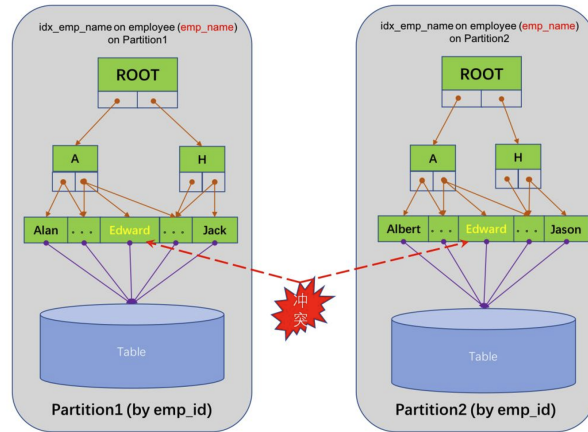 idx_emp_name on employee (emp_name)
on Partition1
ROOT
A
H
Alan
...
Edward
...
Jack
Table
Partition1 (by emp_id)
冲
突
idx_emp_name on employee (emp_name)
on Partition2
ROOT
A
H
Albert
...
Edward
...
Jason
Table
Partition2 (by emp_id)